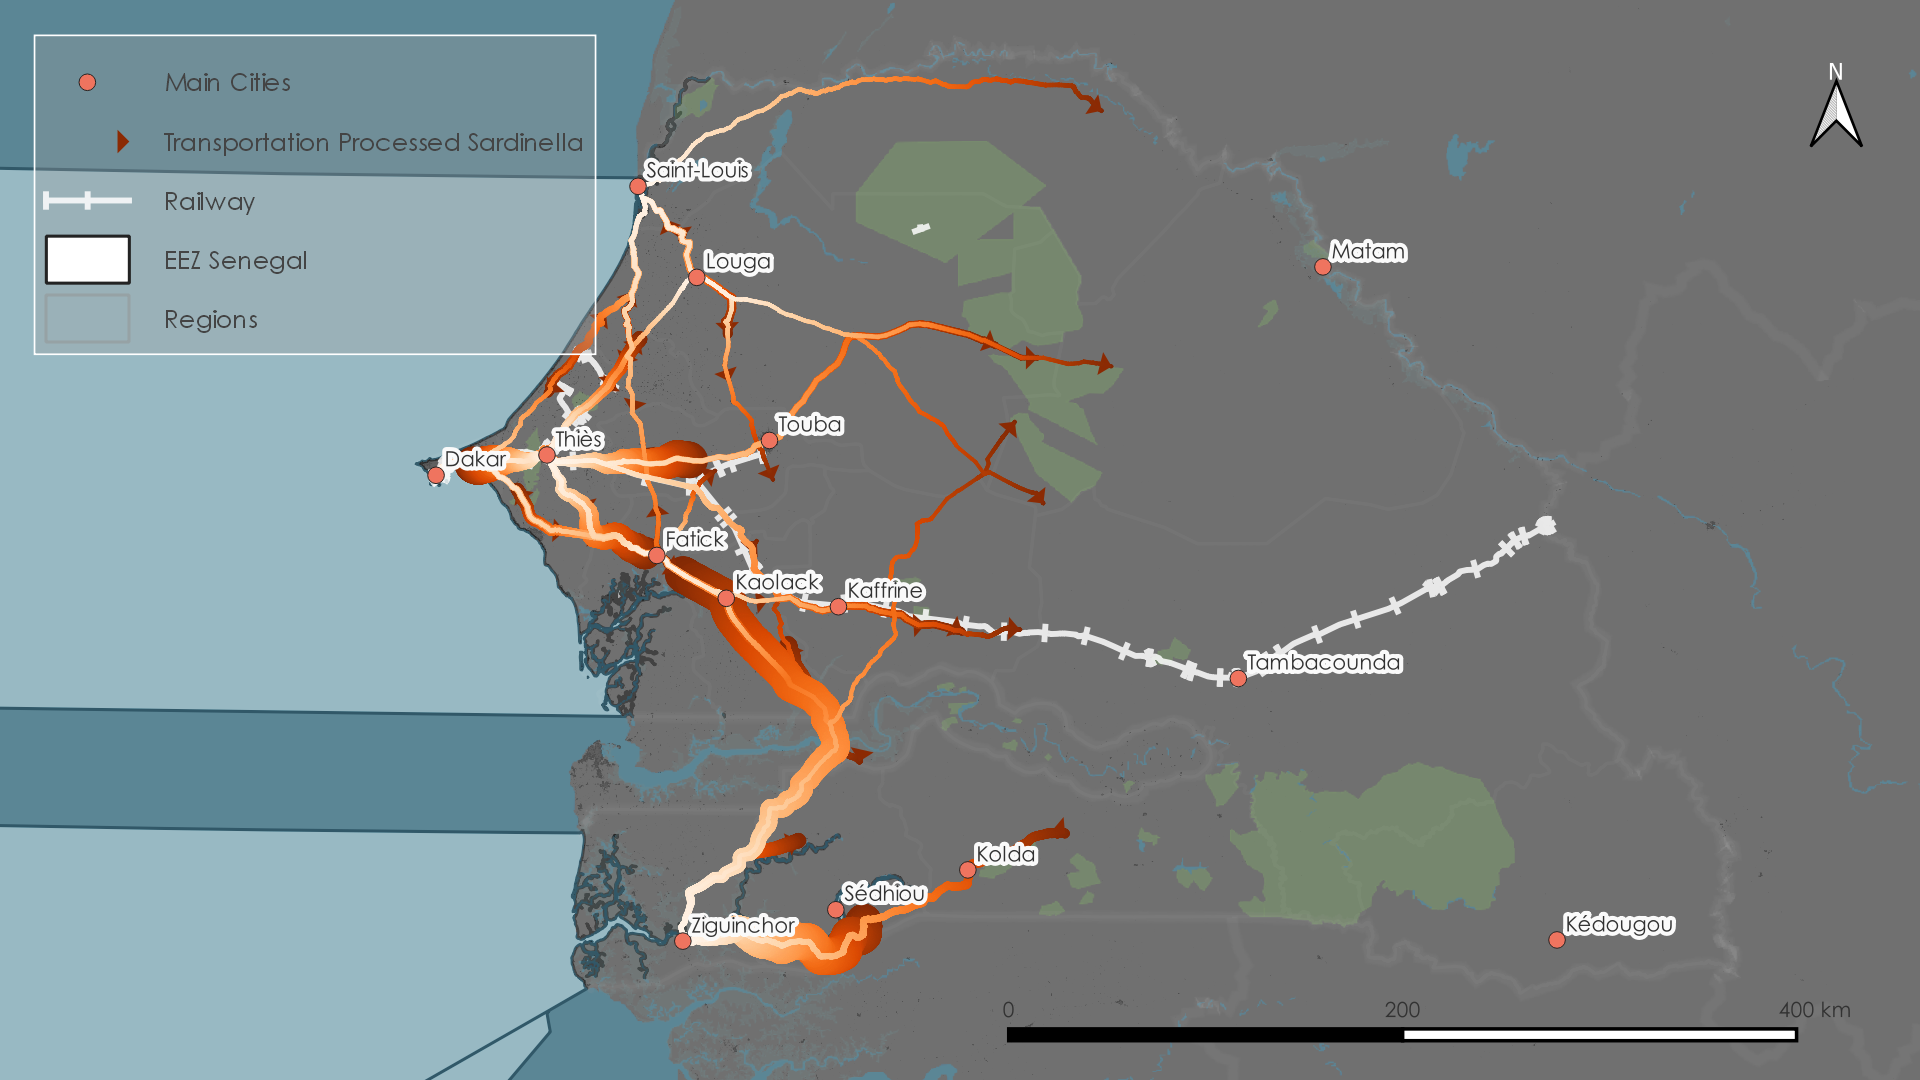 Main Cities
Transportation Processed Sardinella
Railway
EEZ Senegal
Regions
N
Saint-Louis
Louga
Matam
Touba
Thiès
Dakar
Fatick
Kaolack
Kaffrine
Tambacounda
Kolda
Sédhiou
Ziguinchor
Kédougou
0 200 400 km